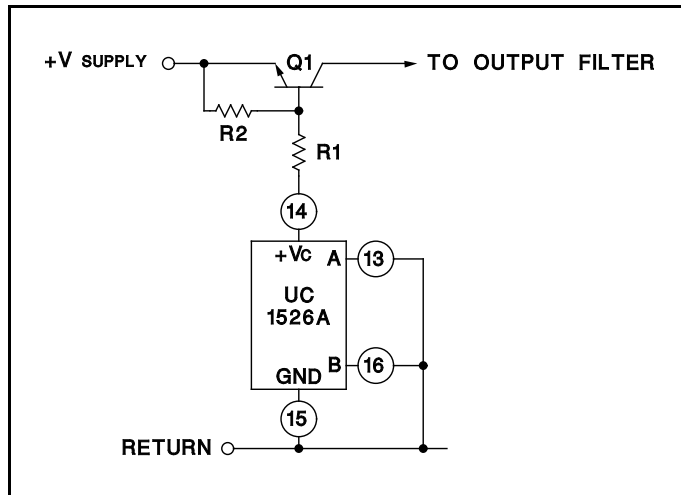 +V SUPPLY
Q1
TO OUTPUT FILTER
R2
R1
14
+Vc
A
13
UC
1526A
B
16
GND
15
RETURN